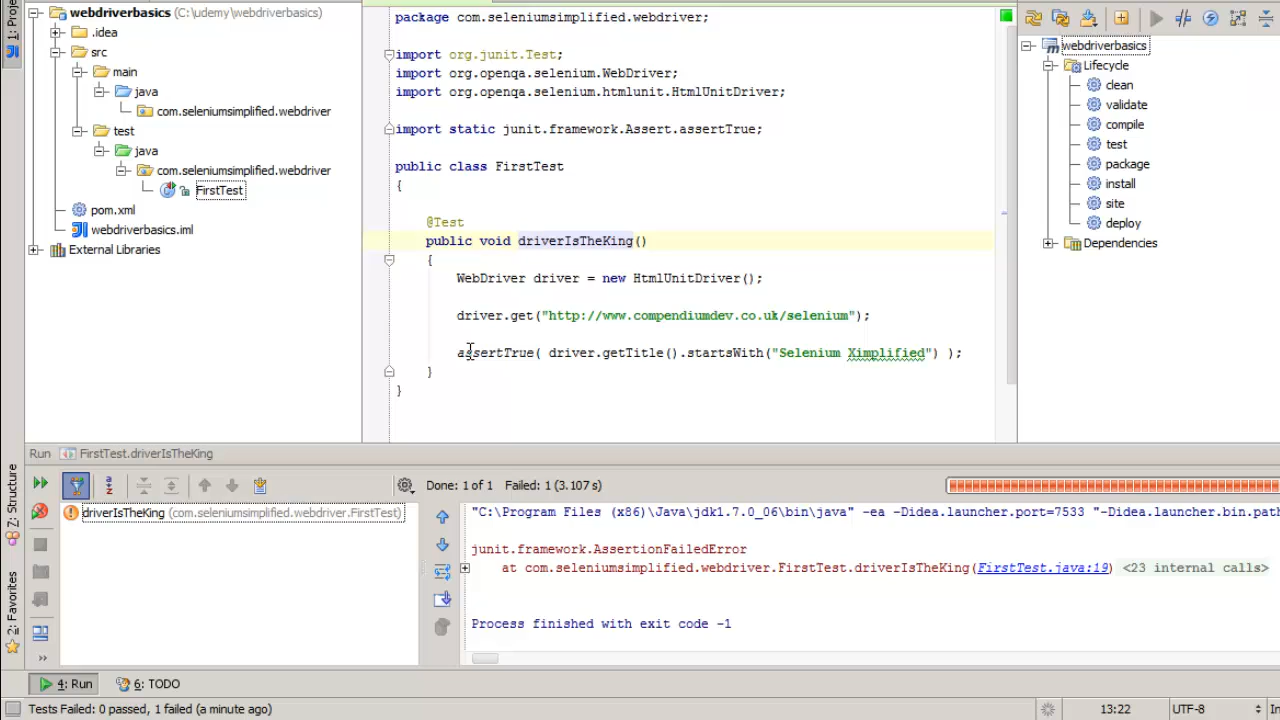 1: Proj
webdriverbasics (C:\udemy\webdriverbasics)
.idea
src
main
java
com.seleniumsimplified.webdriver
test
java
com.seleniumsimplified.webdriver
FirstTest
pom.xml
webdriverbasics.iml
External Libraries
package com.seleniumsimplified.webdriver;
import org.junit.Test;
import org.openqa.selenium.WebDriver;
import org.openqa.selenium.htmlunit.HtmlUnitDriver;
import static junit.framework.Assert.assertTrue;
public class FirstTest
{
@Test
public void driverIsTheKing()
{
WebDriver driver = new HtmlUnitDriver();
driver.get("http://www.compendiumdev.co.uk/selenium");
assertTrue( driver.getTitle().startsWith("Selenium Ximplified") );
}
}
webdriverbasics
Lifecycle
clean
validate
compile
test
package
install
site
deploy
Dependencies
Run FirstTest.driverIsTheKing
Done: 1 of 1 Failed: 1 (3.107 s)
driverIsTheKing (com.seleniumsimplified.webdriver.FirstTest)
"C:\Program Files (x86)\Java\jdk1.7.0_06\bin\java" -ea -Didea.launcher.port=7533 "-Didea.launcher.bin.path
junit.framework.AssertionFailedError
at com.seleniumsimplified.webdriver.FirstTest.driverIsTheKing(FirstTest.java:19) <23 internal calls>
Process finished with exit code -1
7: Structure
2: Favorites
4: Run 6: TODO
Tests Failed: 0 passed, 1 failed (a minute ago) 13:22 UTF-8 In